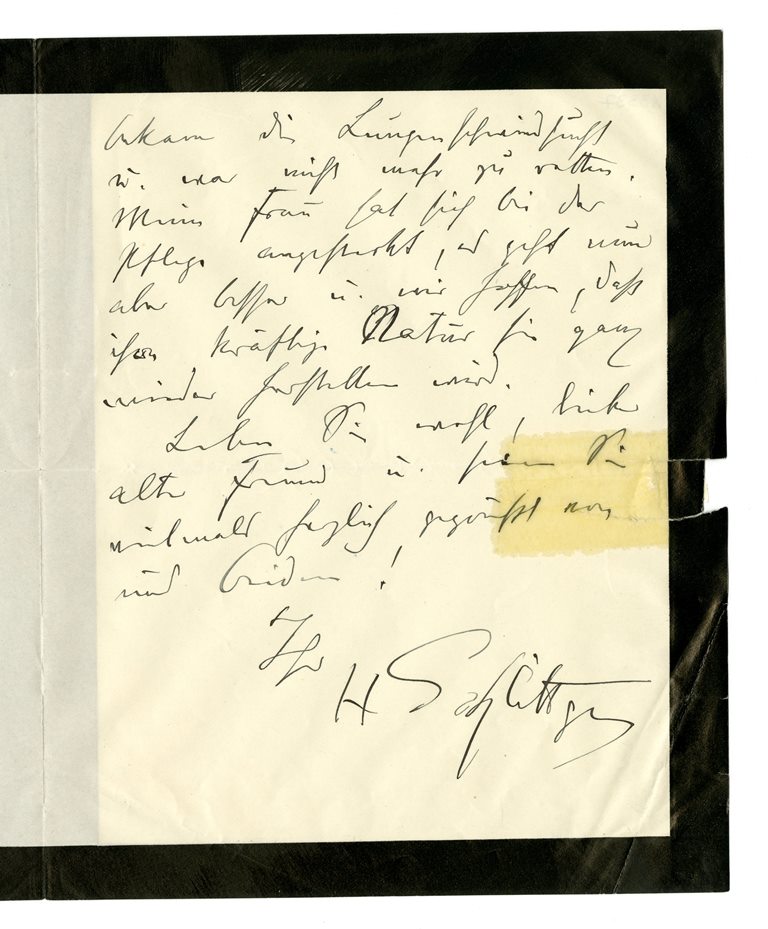 bekam die Lungenschwindsucht
u. war nicht mehr zu retten.
Meine Frau hat sich bei der
Pflege angesteckt, es geht nun
aber besser u. wir hoffen, dass
ihre kräftige Natur sie ganz
wieder herstellen wird.
Leben Sie wohl, lieber
alter Freund u. seien Sie
vielmals herzlich gegrüsst von
uns beiden!
Ihr
H Schlittgen